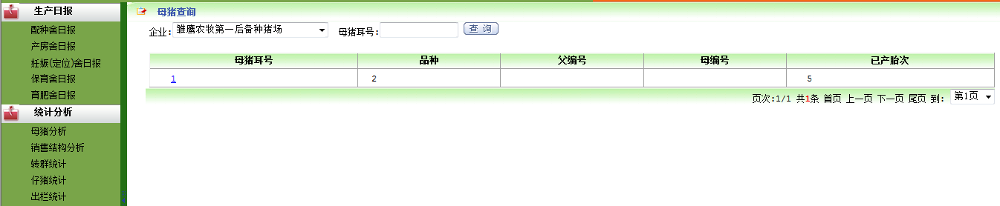 生产日报
配种舍日报
产房舍日报
妊娠(定位)舍日报
保育舍日报
育肥舍日报
统计分析
母猪分析
销售结构分析
转群统计
仔猪统计
出栏统计
母猪查询
企业: 雏鹰农牧第一后备种猪场 母猪耳号: 查 询
母猪耳号 品种 父编号 母编号 已产胎次
1 2 5
页次:1/1 共1条 首页 上一页 下一页 尾页 到: 第1页